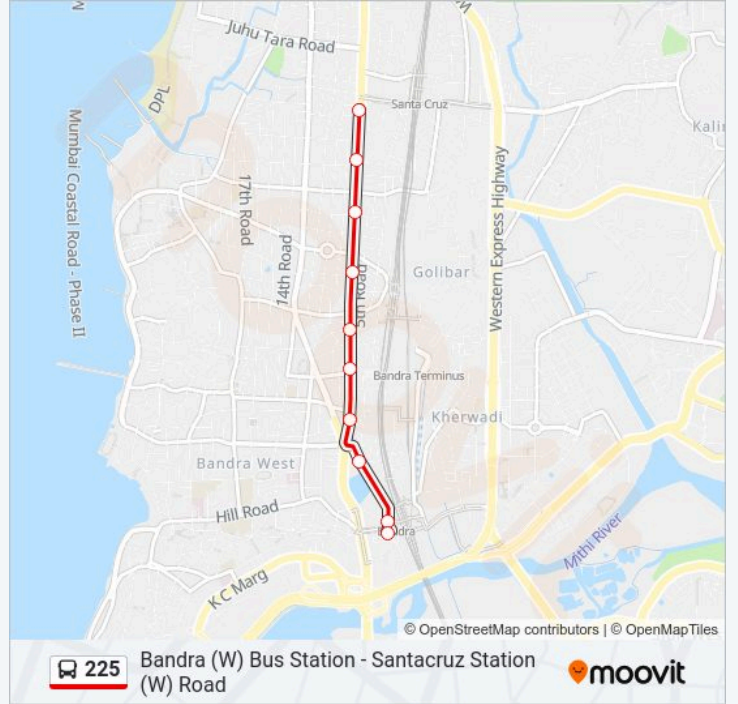 Juhu Tara Road
DPL
Santa Cruz
Mumbai Coastal Road - Phase II
17th Road
14th Road
5th Road
Golibar
Western Express Highway
Bandra Terminus
Kherwadi
Bandra West
Hill Road
Mithi River
K C Marg
© OpenStreetMap contributors | © OpenMapTiles
225
Bandra (W) Bus Station - Santacruz Station
(W) Road
moovit